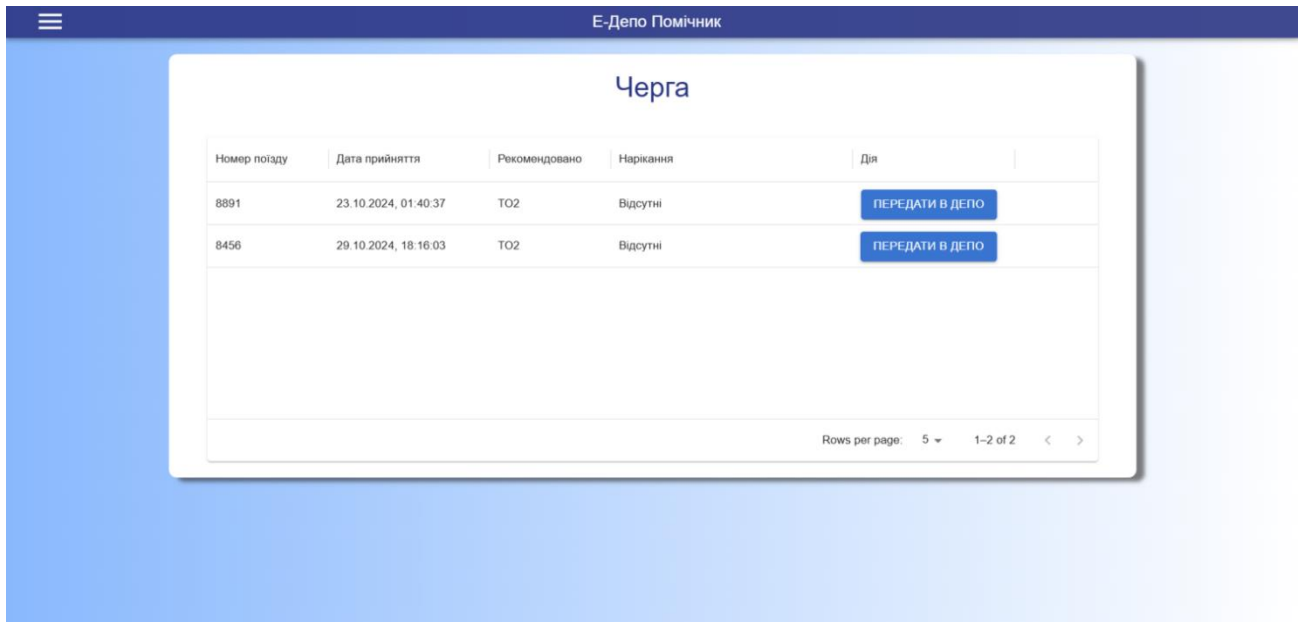 Е-Депо Помічник
Черга
Номер поїзду Дата прийняття Рекомендовано Нарікання Дія
8891 23.10.2024, 01:40:37 ТО2 Відсутні ПЕРЕДАТИ В ДЕПО
8456 29.10.2024, 18:16:03 ТО2 Відсутні ПЕРЕДАТИ В ДЕПО
Rows per page: 5 1–2 of 2